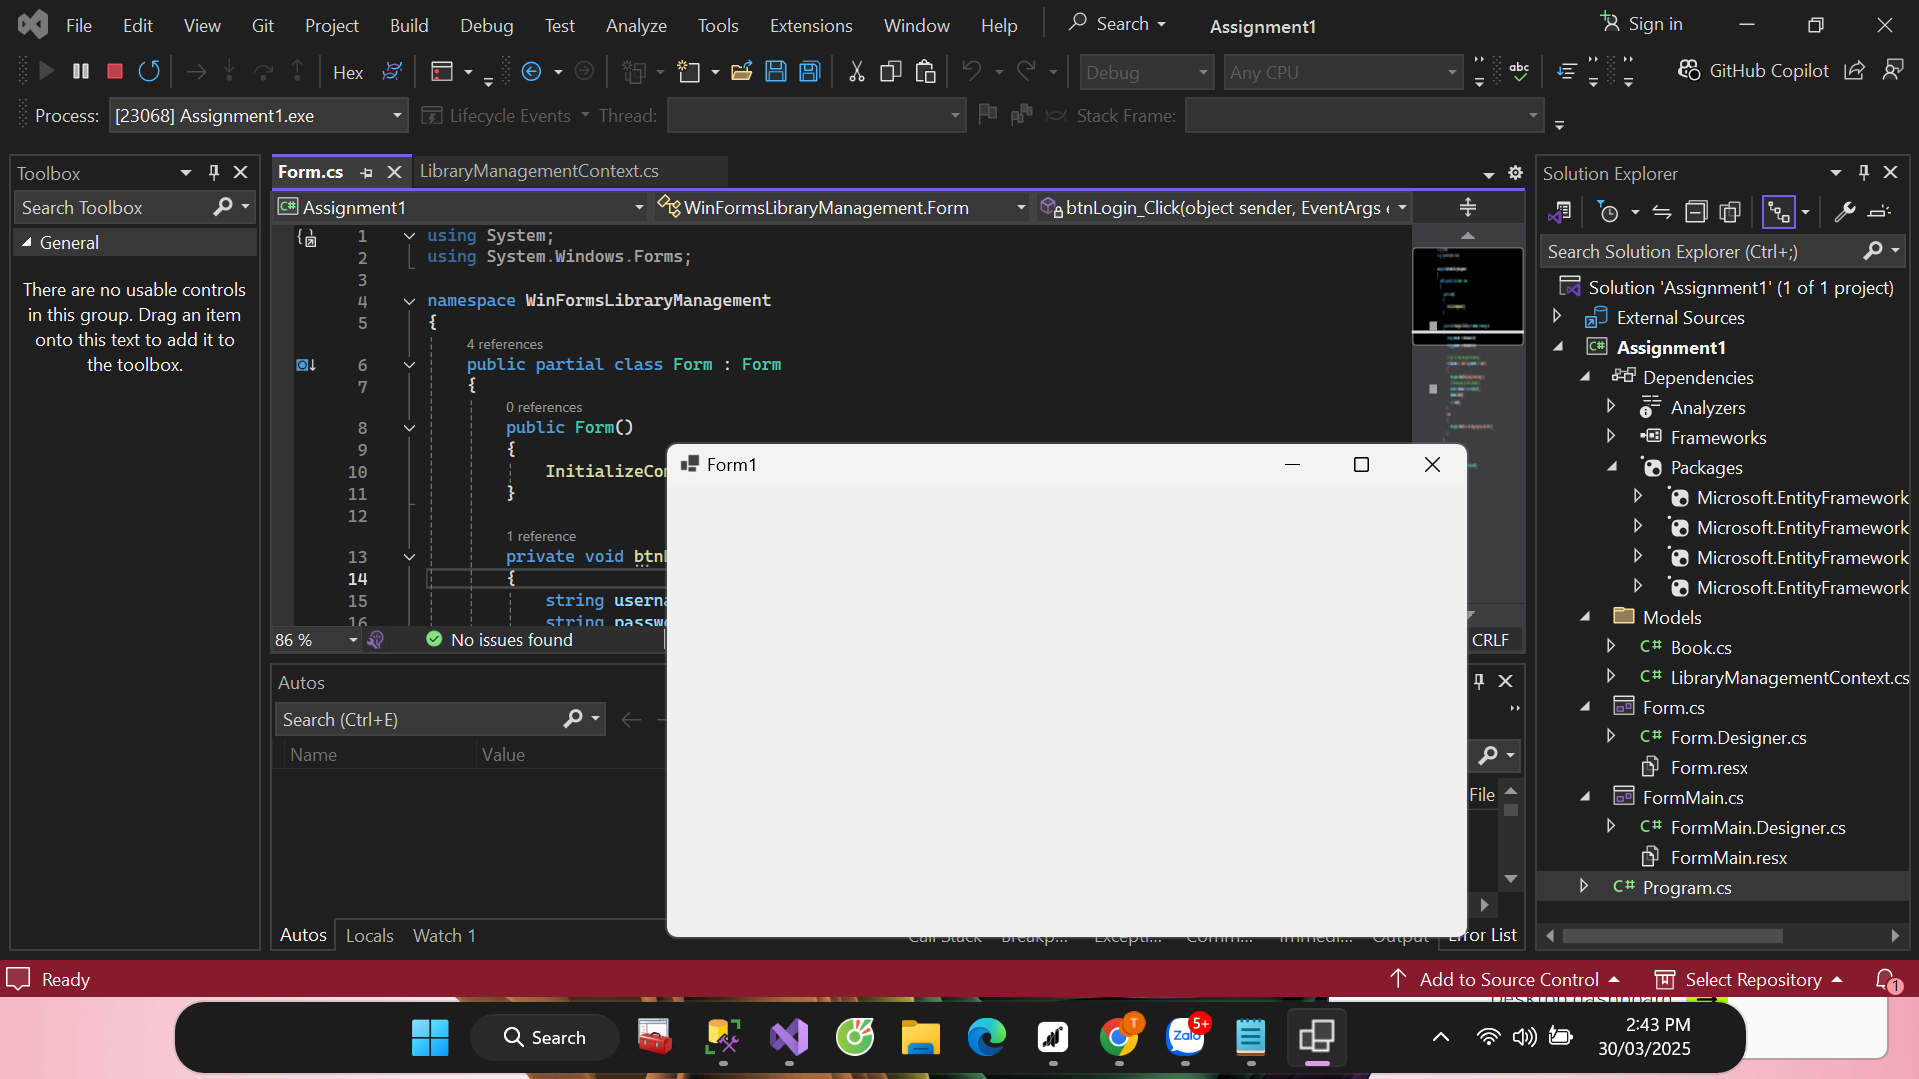 File Edit View Git Project Build Debug Test Analyze Tools Extensions Window Help Search Assignment1 Sign in
Hex Debug Any CPU GitHub Copilot
Process: [23068] Assignment1.exe Lifecycle Events Thread: Stack Frame:
Toolbox
Search Toolbox
General
There are no usable controls
in this group. Drag an item
onto this text to add it to
the toolbox.
Form.cs LibraryManagementContext.cs
Assignment1 WinFormsLibraryManagement.Form btnLogin_Click(object sender, EventArgs e
1 using System;
2 using System.Windows.Forms;
3
4 namespace WinFormsLibraryManagement
5 {
4 references
6 public partial class Form : Form
7 {
0 references
8 public Form()
9 {
10 InitializeCo
11 }
12
1 reference
13 private void btn
14 {
15 string userna
16 string passw
86 % No issues found CRLF
Form1
Autos
Search (Ctrl+E)
Name Value
File
Autos Locals Watch 1 Call Stack Breakp... Excepti... Comm... Immedi... Output Error List
Solution Explorer
Search Solution Explorer (Ctrl+;)
Solution 'Assignment1' (1 of 1 project)
External Sources
Assignment1
Dependencies
Analyzers
Frameworks
Packages
Microsoft.EntityFramework
Microsoft.EntityFramework
Microsoft.EntityFramework
Microsoft.EntityFramework
Models
C# Book.cs
C# LibraryManagementContext.cs
Form.cs
C# Form.Designer.cs
Form.resx
FormMain.cs
C# FormMain.Designer.cs
FormMain.resx
C# Program.cs
Ready Add to Source Control Select Repository 1
Desktop dashboard
Search T Zalo 5+ 2:43 PM
30/03/2025